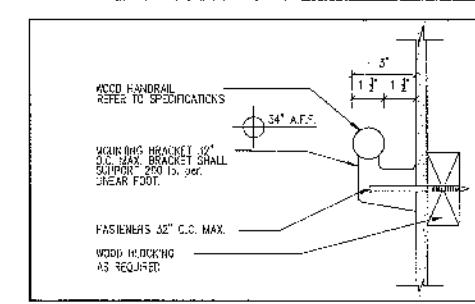 3"
1 ½" 1 ½"
WOOD HANDRAIL
REFER TO SPECIFICATIONS
34" A.F.F.
MOUNTING BRACKET 32"
O.C. MAX. BRACKET SHALL
SUPPORT 250 lb. per.
LINEAR FOOT.
FASTENERS 32" O.C. MAX.
WOOD BLOCKING
AS REQUIRED